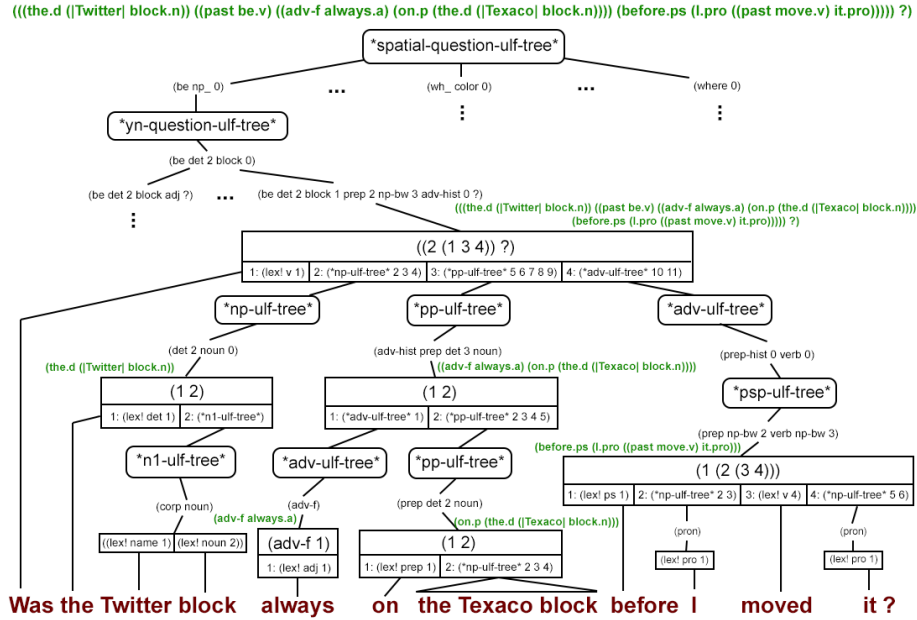 (((the.d (|Twitter| block.n)) ((past be.v) ((adv-f always.a) (on.p (the.d (|Texaco| block.n)))) (before.ps (I.pro ((past move.v) it.pro))))) ?)
*spatial-question-ulf-tree*
(be np_ 0) ... (wh_ color 0) ... (where 0)
*yn-question-ulf-tree*
(be det 2 block 0)
(be det 2 block adj ?) ... (be det 2 block 1 prep 2 np-bw 3 adv-hist 0 ?)
(((the.d (|Twitter| block.n)) ((past be.v) ((adv-f always.a) (on.p (the.d (|Texaco| block.n))))
(before.ps (I.pro ((past move.v) it.pro))))) ?)
((2 (1 3 4)) ?)
1: (lex! v 1) 2: (*np-ulf-tree* 2 3 4) 3: (*pp-ulf-tree* 5 6 7 8 9) 4: (*adv-ulf-tree* 10 11)
*np-ulf-tree* *pp-ulf-tree* *adv-ulf-tree*
(det 2 noun 0) (adv-hist prep det 3 noun) (prep-hist 0 verb 0)
(the.d (|Twitter| block.n)) ((adv-f always.a) (on.p (the.d (|Texaco| block.n))))
(1 2) (1 2) *psp-ulf-tree*
1: (lex! det 1) 2: (*n1-ulf-tree*) 1: (*adv-ulf-tree* 1) 2: (*pp-ulf-tree* 2 3 4 5)
(prep np-bw 2 verb np-bw 3)
(before.ps (I.pro ((past move.v) it.pro)))
*n1-ulf-tree* *adv-ulf-tree* *pp-ulf-tree* (1 (2 (3 4)))
1: (lex! ps 1) 2: (*np-ulf-tree* 2 3) 3: (lex! v 4) 4: (*np-ulf-tree* 5 6)
(corp noun) (adv-f) (prep det 2 noun)
(adv-f always.a) (on.p (the.d (|Texaco| block.n)))
(pron) (pron)
((lex! name 1) (lex! noun 2)) (adv-f 1) (1 2) (lex! pro 1) (lex! pro 1)
1: (lex! adj 1) 1: (lex! prep 1) 2: (*np-ulf-tree* 2 3 4)
Was the Twitter block always on the Texaco block before I moved it ?